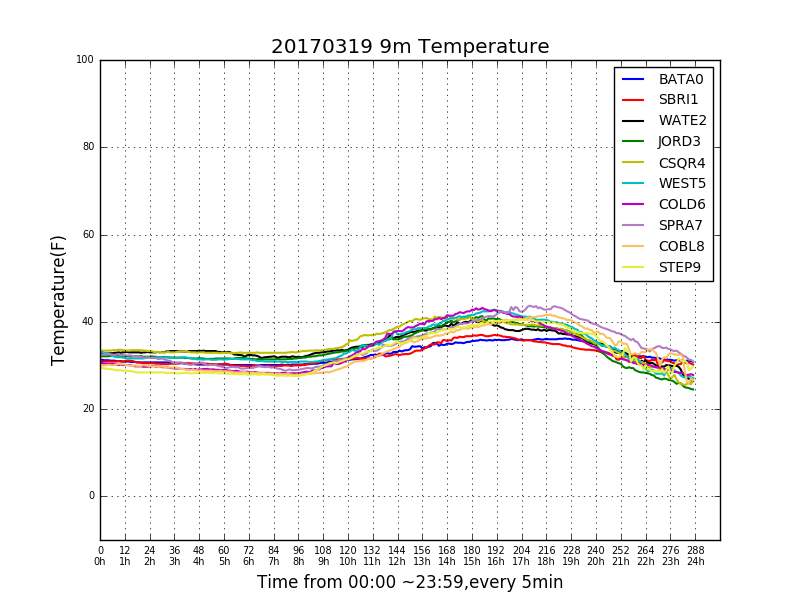 20170319 9m Temperature
100
80
60
40
20
0
Temperature(F)
BATA0
SBRI1
WATE2
JORD3
CSQR4
WEST5
COLD6
SPRA7
COBL8
STEP9
0 12 24 36 48 60 72 84 96 108 120 132 144 156 168 180 192 204 216 228 240 252 264 276 288
0h 1h 2h 3h 4h 5h 6h 7h 8h 9h 10h 11h 12h 13h 14h 15h 16h 17h 18h 19h 20h 21h 22h 23h 24h
Time from 00:00 ~23:59,every 5min